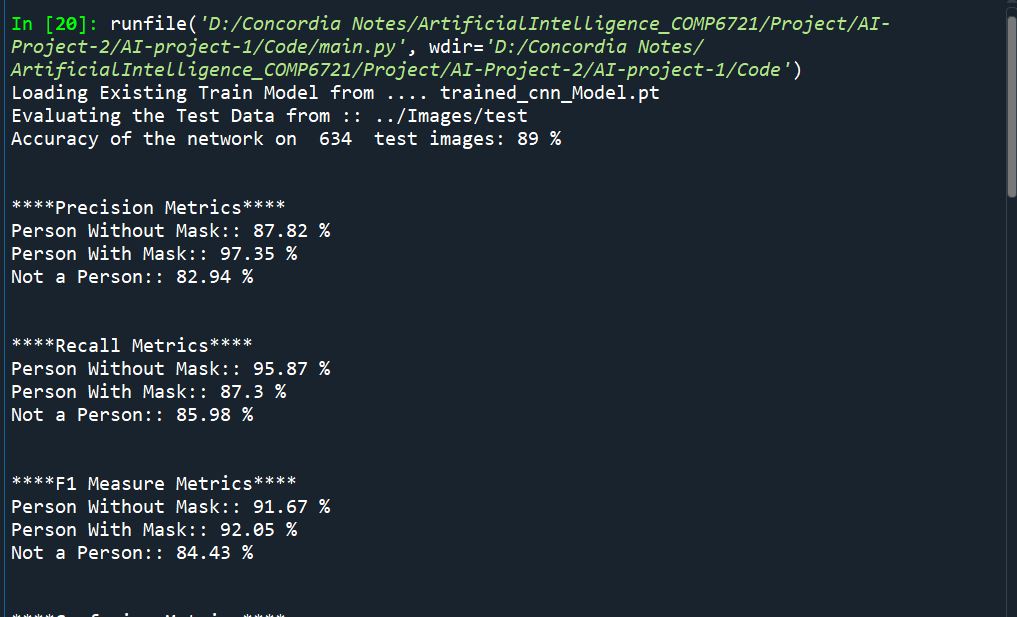 In [20]: runfile('D:/Concordia Notes/ArtificialIntelligence_COMP6721/Project/AI-
Project-2/AI-project-1/Code/main.py', wdir='D:/Concordia Notes/
ArtificialIntelligence_COMP6721/Project/AI-Project-2/AI-project-1/Code')
Loading Existing Train Model from .... trained_cnn_Model.pt
Evaluating the Test Data from :: ../Images/test
Accuracy of the network on  634  test images: 89 %
****Precision Metrics****
Person Without Mask:: 87.82 %
Person With Mask:: 97.35 %
Not a Person:: 82.94 %
****Recall Metrics****
Person Without Mask:: 95.87 %
Person With Mask:: 87.3 %
Not a Person:: 85.98 %
****F1 Measure Metrics****
Person Without Mask:: 91.67 %
Person With Mask:: 92.05 %
Not a Person:: 84.43 %